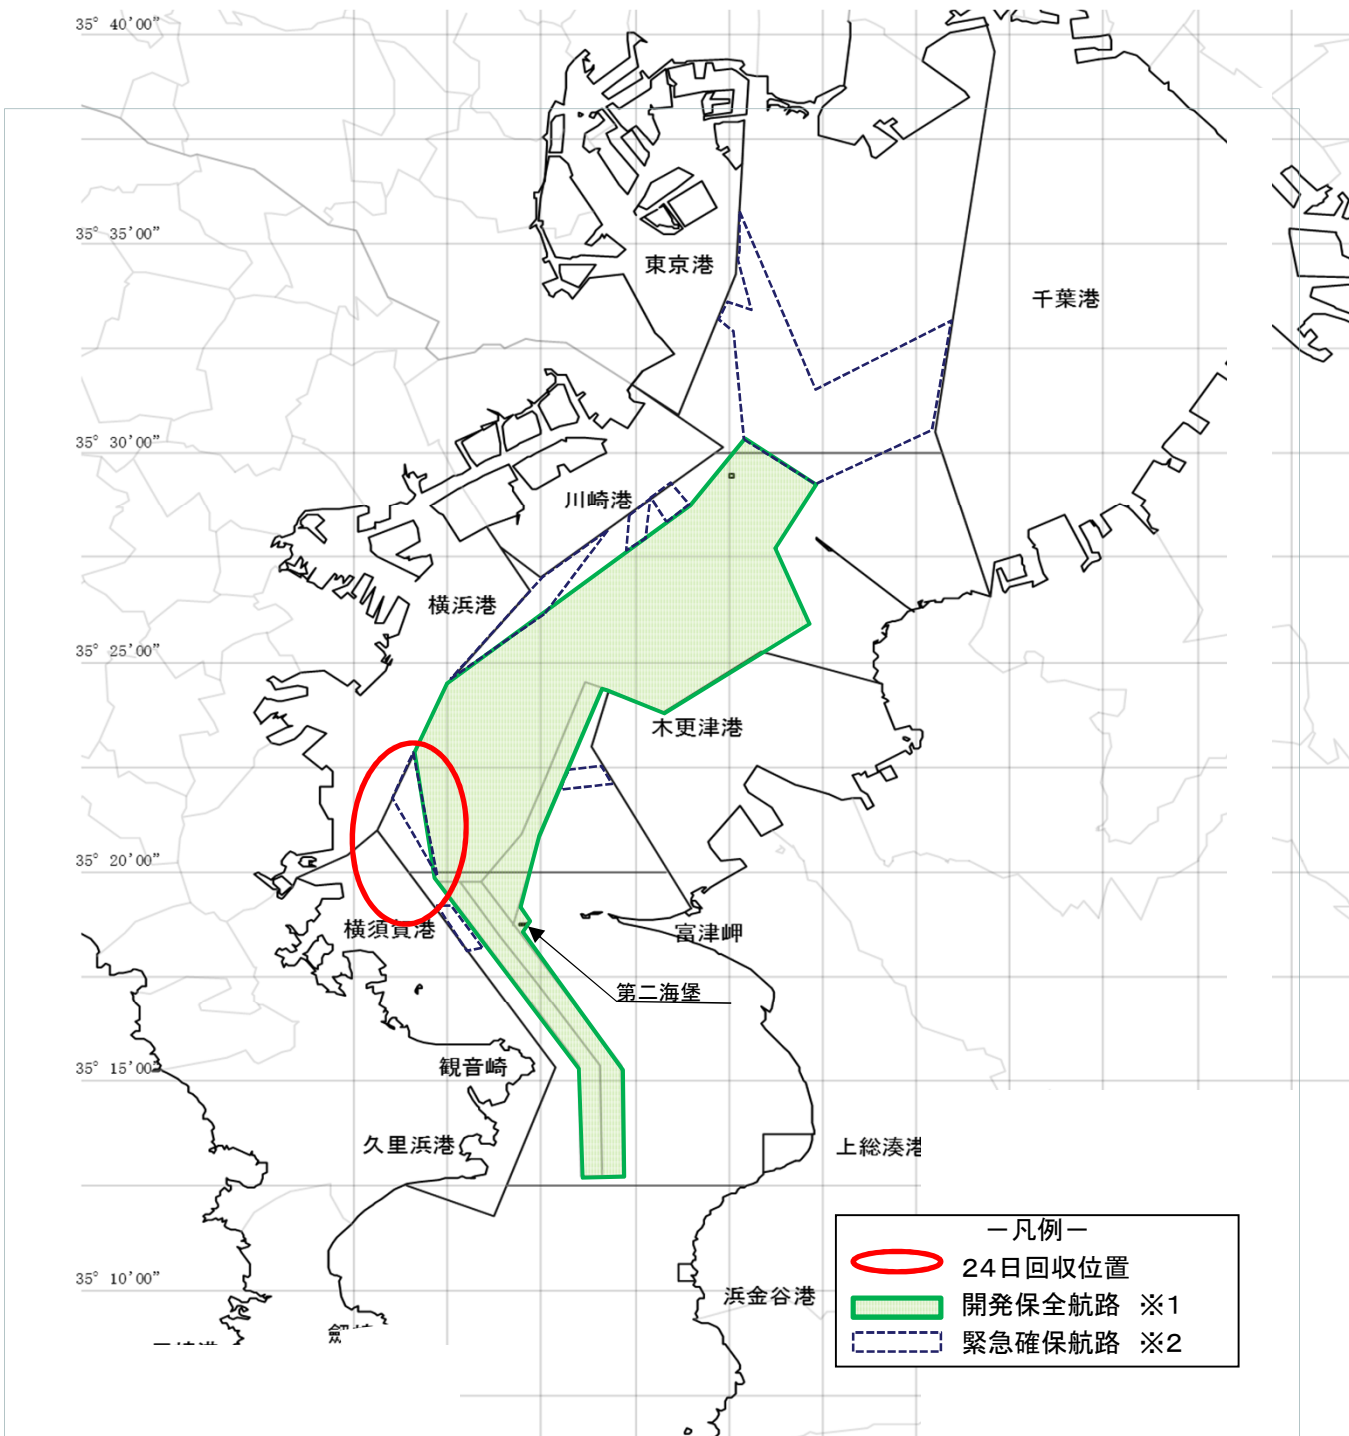 35° 40'00"
35° 35'00"
東京港
千葉港
35° 30'00"
川崎港
横浜港
35° 25'00"
木更津港
35° 20'00"
横須賀港
富津岬
第二海堡
35° 15'00"
観音崎
久里浜港
上総湊港
35° 10'00"
浜金谷港
－凡例－
24日回収位置
開発保全航路 ※1
緊急確保航路 ※2